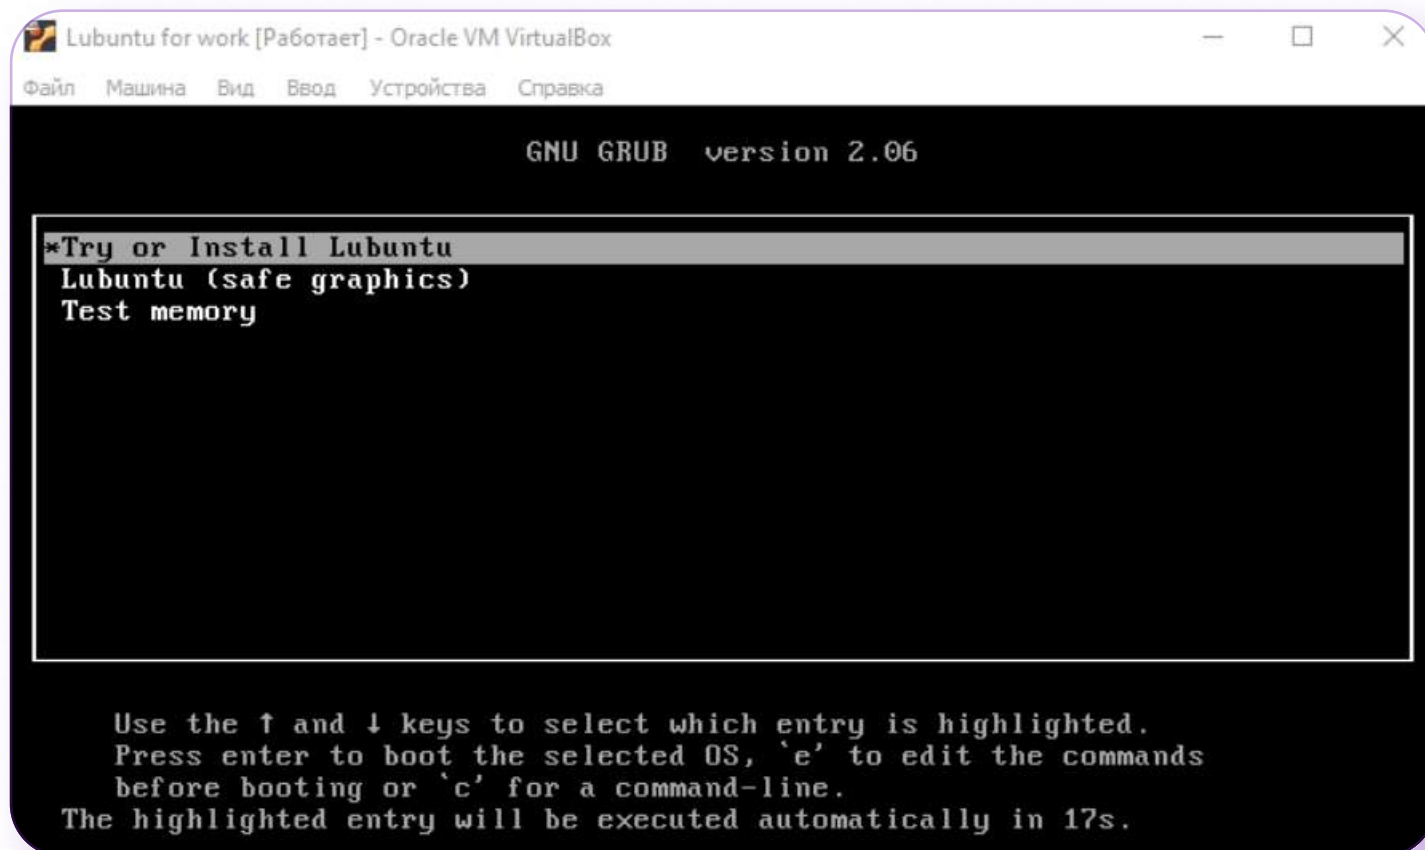 Lubuntu for work [Работает] - Oracle VM VirtualBox
Файл Машина Вид Ввод Устройства Справка
GNU GRUB version 2.06
*Try or Install Lubuntu
Lubuntu (safe graphics)
Test memory
Use the ↑ and ↓ keys to select which entry is highlighted.
Press enter to boot the selected OS, `e' to edit the commands
before booting or `c' for a command-line.
The highlighted entry will be executed automatically in 17s.